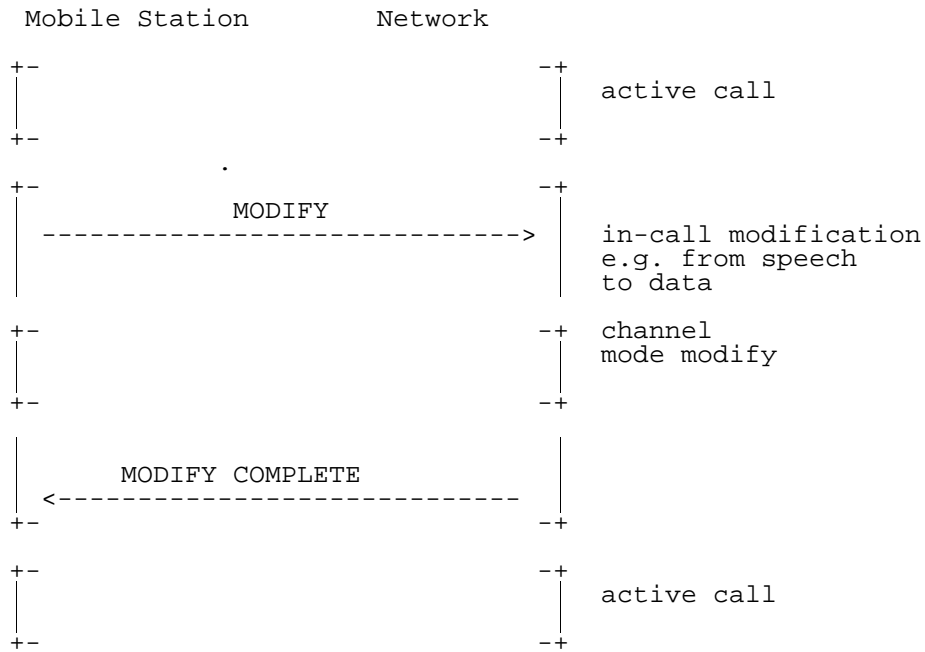 Mobile Station Network
+- -+
active call
+- -+
.
+- -+
MODIFY
------------------------------> in-call modification
e.g. from speech
to data
+- -+ channel
mode modify
+- -+
MODIFY COMPLETE
<-----------------------------
+- -+
+- -+
active call
+- -+